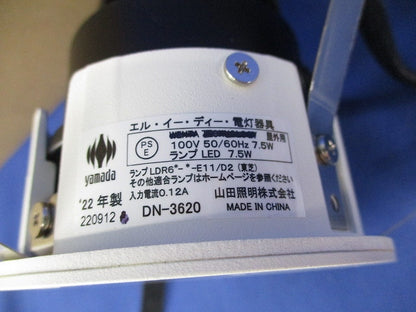 エル・イー・ディー・電灯器具
屋外用
PS
E
100V 50/60Hz 7.5W
ランプ LED 7.5W
yamada
ランプ LDR6*-*-E11/D2 (東芝)
その他適合ランプはホームページを参照ください
入力電流0.12A
山田照明株式会社
'22 年製
220912
DN-3620
MADE IN CHINA